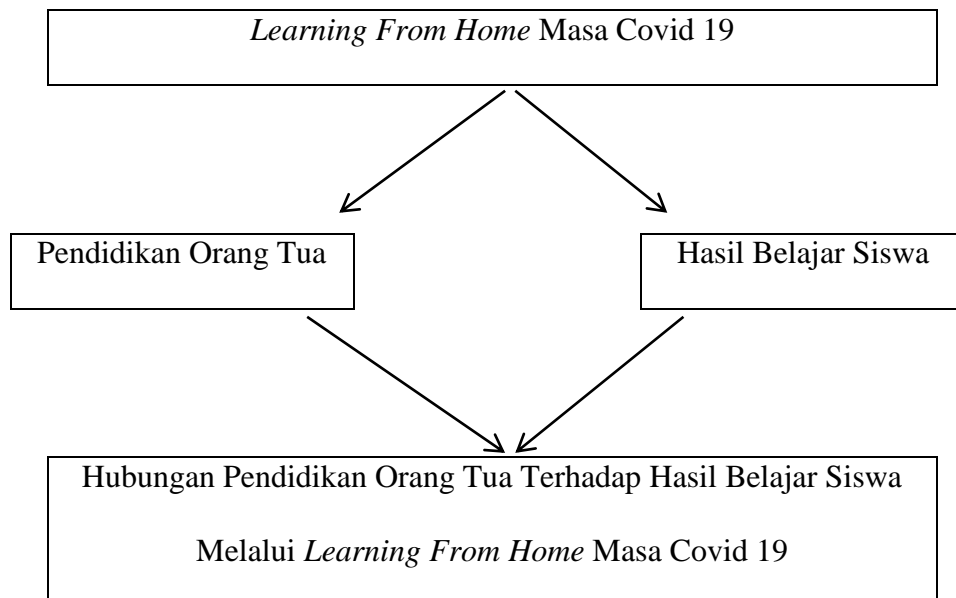 Learning From Home Masa Covid 19
Pendidikan Orang Tua
Hasil Belajar Siswa
Hubungan Pendidikan Orang Tua Terhadap Hasil Belajar Siswa
Melalui Learning From Home Masa Covid 19